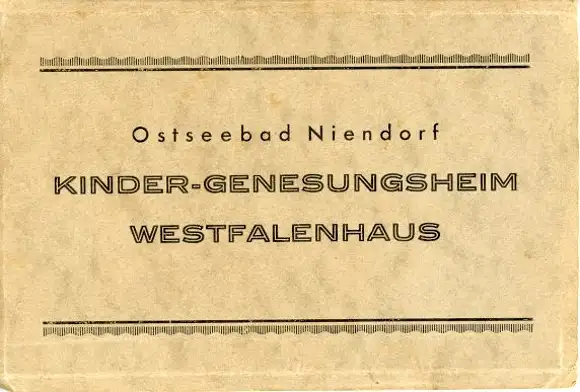 Ostseebad Niendorf
KINDER-GENESUNGSHEIM
WESTFALENHAUS